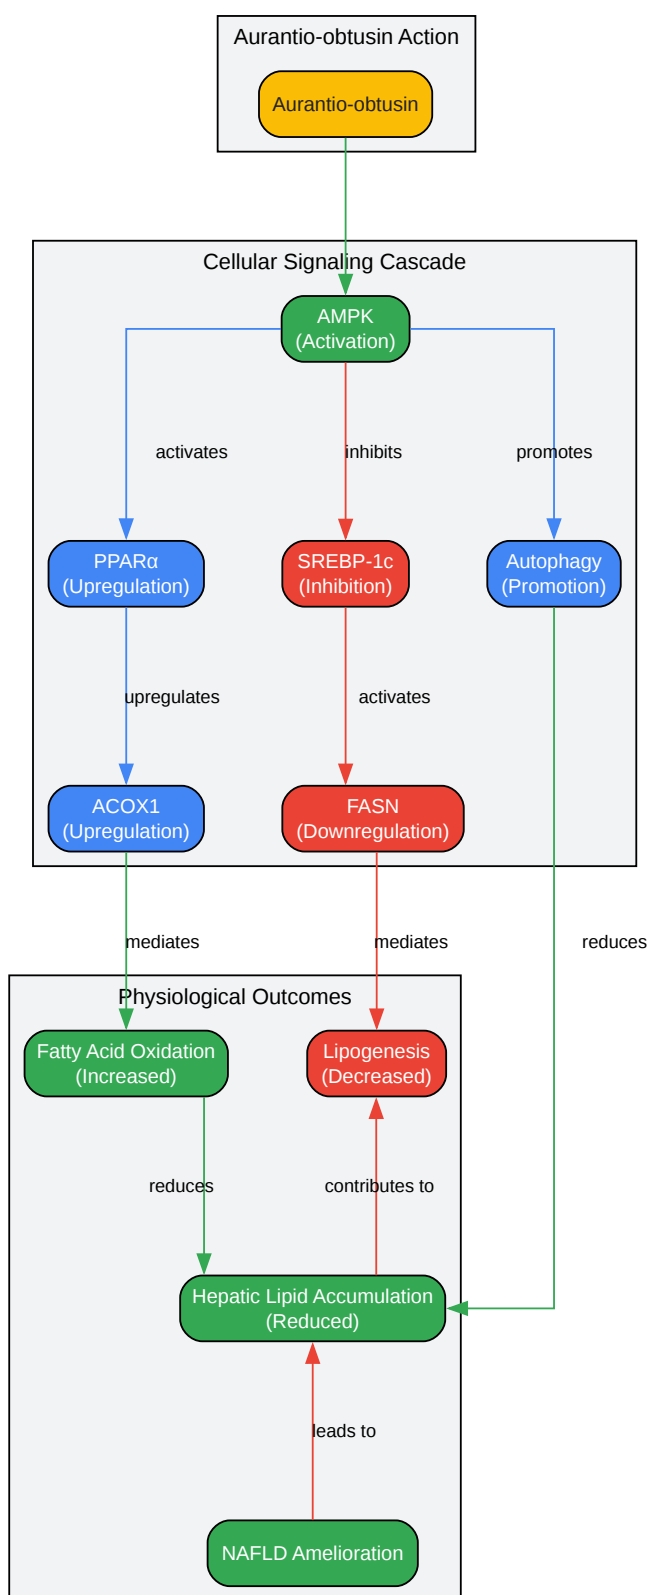 Aurantio-obtusin Action
Aurantio-obtusin
Cellular Signaling Cascade
AMPK
(Activation)
activates
inhibits
promotes
PPARα
(Upregulation)
SREBP-1c
(Inhibition)
Autophagy
(Promotion)
upregulates
activates
ACOX1
(Upregulation)
FASN
(Downregulation)
mediates
mediates
reduces
Physiological Outcomes
Fatty Acid Oxidation
(Increased)
Lipogenesis
(Decreased)
reduces
contributes to
Hepatic Lipid Accumulation
(Reduced)
leads to
NAFLD Amelioration